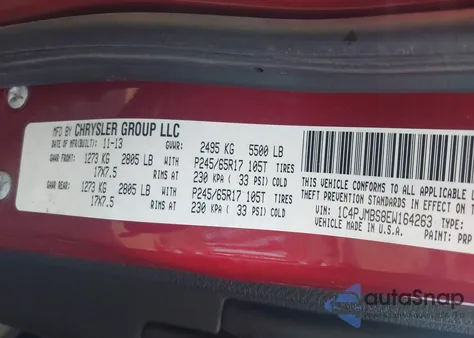 MFD BY CHRYSLER GROUP LLC
MFR DATE(BUILT): 11-13 GVWR: 2495 KG 5500 LB
GAWR FRONT: 1273 KG 2805 LB WITH P245/65R17 105T TIRES
17X7.5 RIMS AT 230 KPA ( 33 PSI) COLD
GAWR REAR: 1273 KG 2805 LB WITH P245/65R17 105T TIRES
17X7.5 RIMS AT 230 KPA ( 33 PSI) COLD
THIS VEHICLE CONFORMS TO ALL APPLICABLE
THEFT PREVENTION STANDARDS IN EFFECT ON
VIN: 1C4PJMBS8EW164263 TYPE:
VEHICLE MADE IN U.S.A. PAINT: PRP
autoSnap